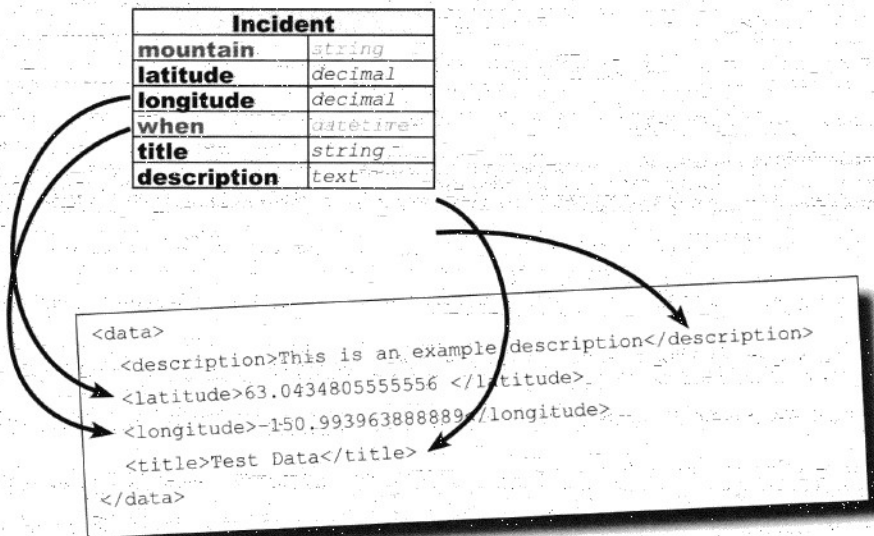 Incident
mountain string
latitude decimal
longitude decimal
when datetime
title string
description text
<data>
<description>This is an example description</description>
<latitude>63.0434805555556 </latitude>
<longitude>-150.993963888889</longitude>
<title>Test Data</title>
</data>